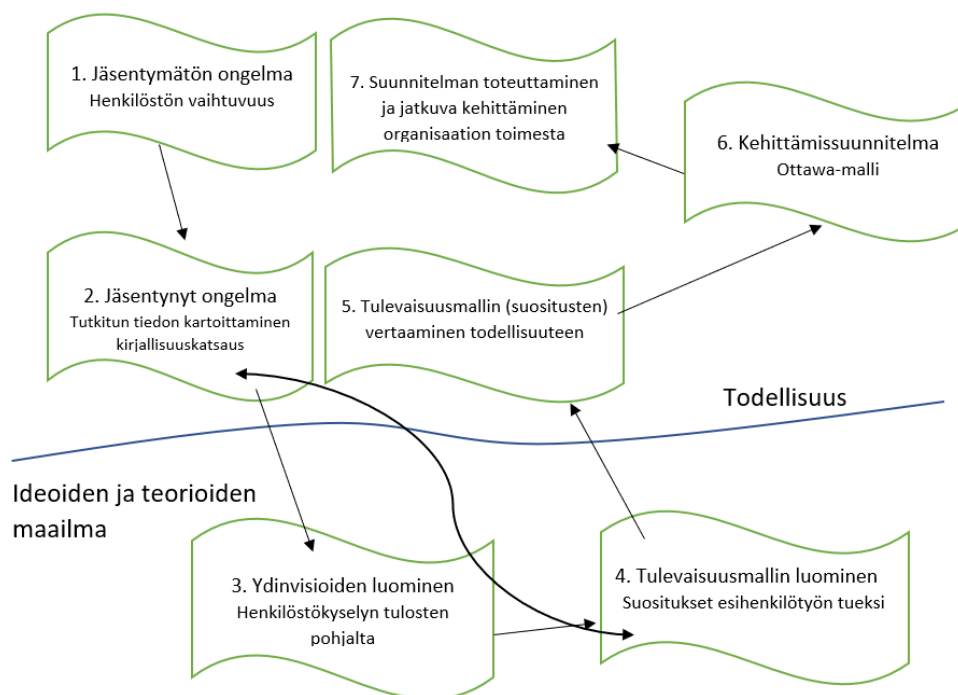 1. Jäsentymätön ongelma
Henkilöstön vaihtuvuus
7. Suunnitelman toteuttaminen
ja jatkuva kehittäminen
organisaation toimesta
6. Kehittämissuunnitelma
Ottawa-malli
2. Jäsentynyt ongelma
Tutkitun tiedon kartoittaminen
kirjallisuuskatsaus
5. Tulevaisuusmallin (suositusten)
vertaaminen todellisuuteen
Todellisuus
Ideoiden ja teorioiden
maailma
3. Ydinvisioiden luominen
Henkilöstökyselyn tulosten
pohjalta
4. Tulevaisuusmallin luominen
Suositukset esihenkilötyön tueksi